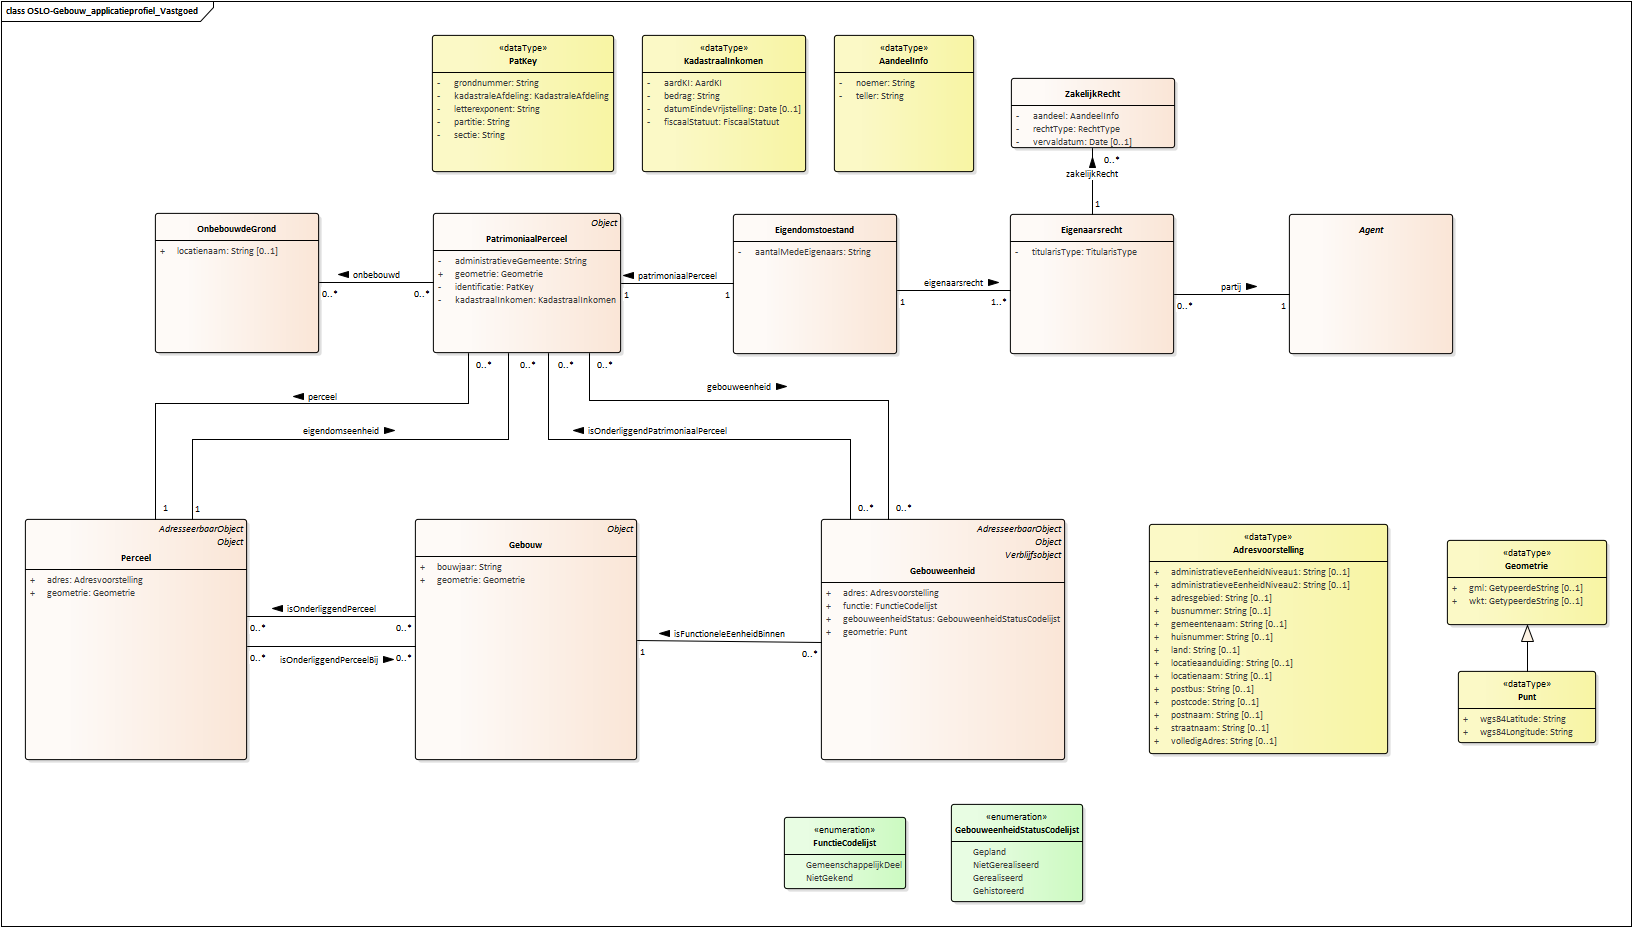 class OSLO-Gebouw_applicatieprofiel_Vastgoed
«dataType»
PatKey
- grondnummer: String
- kadastraleAfdeling: KadastraleAfdeling
- letterexponent: String
- partitie: String
- sectie: String
«dataType»
KadastraalInkomen
- aardKI: AardKI
- bedrag: String
- datumEindeVrijstelling: Date [0..1]
- fiscaalStatuut: FiscaalStatuut
«dataType»
AandeelInfo
- noemer: String
- teller: String
ZakelijkRecht
- aandeel: AandeelInfo
- rechtType: RechtType
- vervaldatum: Date [0..1]
0..*
zakelijkRecht
1
OnbebouwdeGrond
+ locatienaam: String [0..1]
onbebouwd
0..*
0..*
Object
PatrimoniaalPerceel
- administratieveGemeente: String
+ geometrie: Geometrie
- identificatie: PatKey
- kadastraalInkomen: KadastraalInkomen
patrimoniaalPerceel
1
1
Eigendomstoestand
- aantalMedeEigenaars: String
eigenaarsrecht
1
1..*
Eigenaarsrecht
- titularisType: TitularisType
partij
0..*
1
Agent
0..*
0..*
0..*
0..*
perceel
gebouweenheid
eigendomseenheid
isOnderliggendPatrimoniaalPerceel
1
1
0..*
0..*
AdresseerbaarObject
Object
Perceel
+ adres: Adresvoorstelling
+ geometrie: Geometrie
isOnderliggendPerceel
0..*
0..*
0..*
isOnderliggendPerceelBij
0..*
Object
Gebouw
+ bouwjaar: String
+ geometrie: Geometrie
isFunctioneleEenheidBinnen
1
0..*
AdresseerbaarObject
Object
Verblijfsobject
Gebouweenheid
+ adres: Adresvoorstelling
+ functie: FunctieCodelijst
+ gebouweenheidStatus: GebouweenheidStatusCodelijst
+ geometrie: Punt
«dataType»
Adresvoorstelling
+ administratieveEenheidNiveau1: String [0..1]
+ administratieveEenheidNiveau2: String [0..1]
+ adresgebied: String [0..1]
+ busnummer: String [0..1]
+ gemeentenaam: String [0..1]
+ huisnummer: String [0..1]
+ land: String [0..1]
+ locatieaanduiding: String [0..1]
+ locatienaam: String [0..1]
+ postbus: String [0..1]
+ postcode: String [0..1]
+ postnaam: String [0..1]
+ straatnaam: String [0..1]
+ volledigAdres: String [0..1]
«dataType»
Geometrie
+ gml: GetypeerdeString [0..1]
+ wkt: GetypeerdeString [0..1]
«dataType»
Punt
+ wgs84Latitude: String
+ wgs84Longitude: String
«enumeration»
FunctieCodelijst
GemeenschappelijkDeel
NietGekend
«enumeration»
GebouweenheidStatusCodelijst
Gepland
NietGerealiseerd
Gerealiseerd
Gehistoreerd